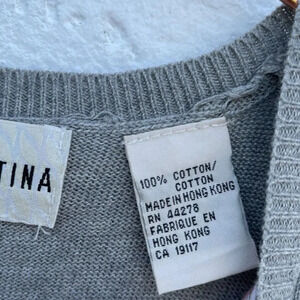 TINA
100% COTTON/
COTTON
MADE IN HONG KONG
RN 44278
FABRIQUE EN
HONG KONG
CA 19117